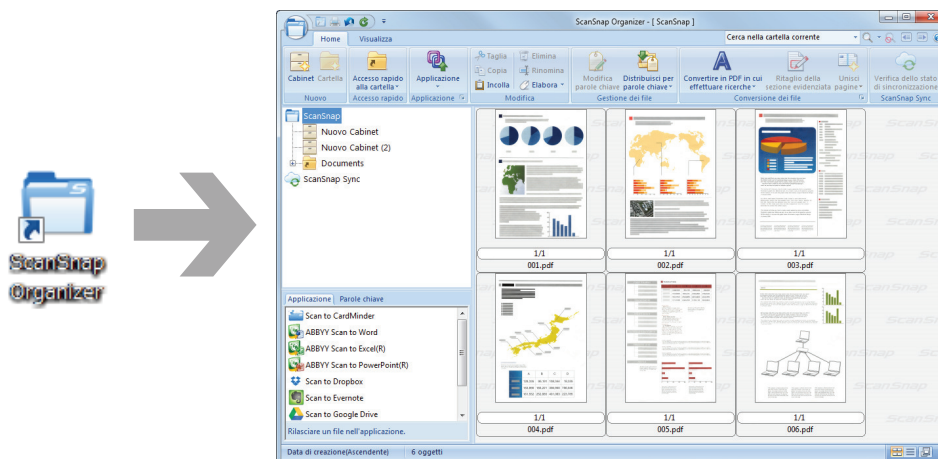 ScanSnap
Organizer
ScanSnap Organizer - [ ScanSnap ]
Home Visualizza
Cerca nella cartella corrente
Cabinet Cartella
Nuovo
Accesso rapido
alla cartella
Accesso rapido
Applicazione
Applicazione
Taglia
Copia
Incolla
Elimina
Rinomina
Elabora
Modifica
Modifica
parole chiave
Distribuisci per
parole chiave
Gestione dei file
Convertire in PDF in cui
effettuare ricerche
Ritaglio della
sezione evidenziata
Unisci
pagine
Conversione dei file
Verifica dello stato
di sincronizzazione
ScanSnap Sync
ScanSnap
Nuovo Cabinet
Nuovo Cabinet (2)
Documents
ScanSnap Sync
1/1
001.pdf
1/1
002.pdf
1/1
003.pdf
Applicazione Parole chiave
Scan to CardMinder
ABBYY Scan to Word
ABBYY Scan to Excel(R)
ABBYY Scan to PowerPoint(R)
Scan to Dropbox
Scan to Evernote
Scan to Google Drive
Rilasciare un file nell'applicazione.
1/1
004.pdf
1/1
005.pdf
1/1
006.pdf
Data di creazione(Ascendente) 6 oggetti